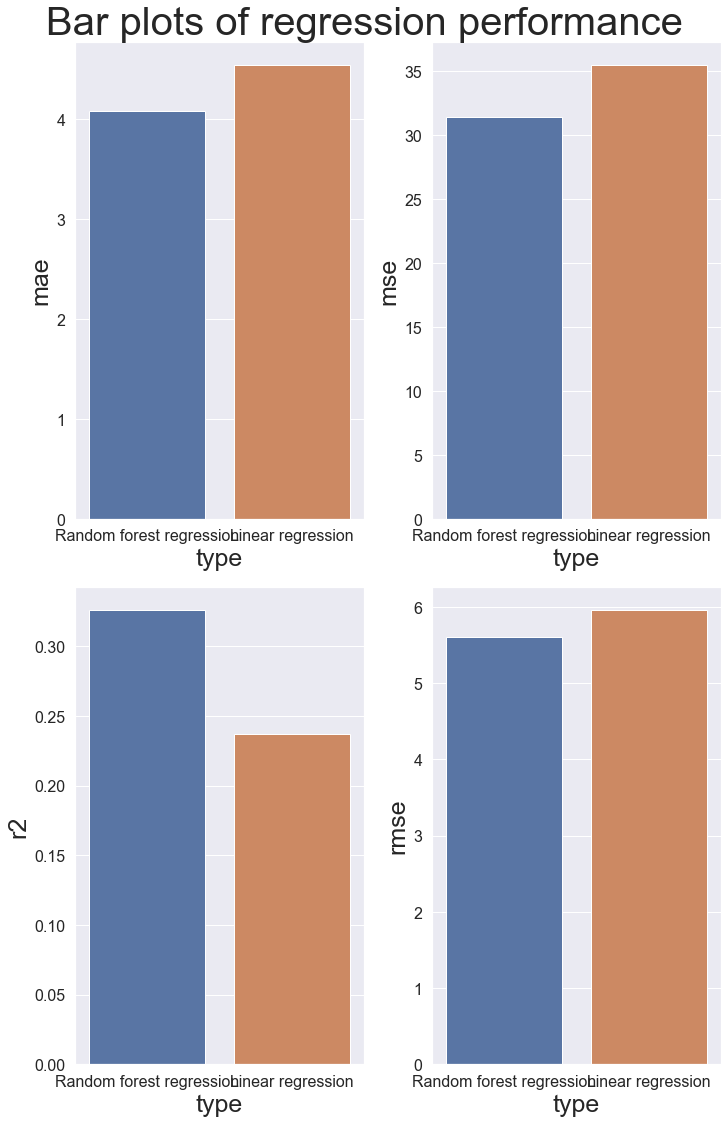 Bar plots of regression performance
4
3
2
1
0
mae
Random forest regression Linear regression
type
35
30
25
20
15
10
5
0
mse
Random forest regression Linear regression
type
0.30
0.25
0.20
0.15
0.10
0.05
0.00
r2
Random forest regression Linear regression
type
6
5
4
3
2
1
0
rmse
Random forest regression Linear regression
type